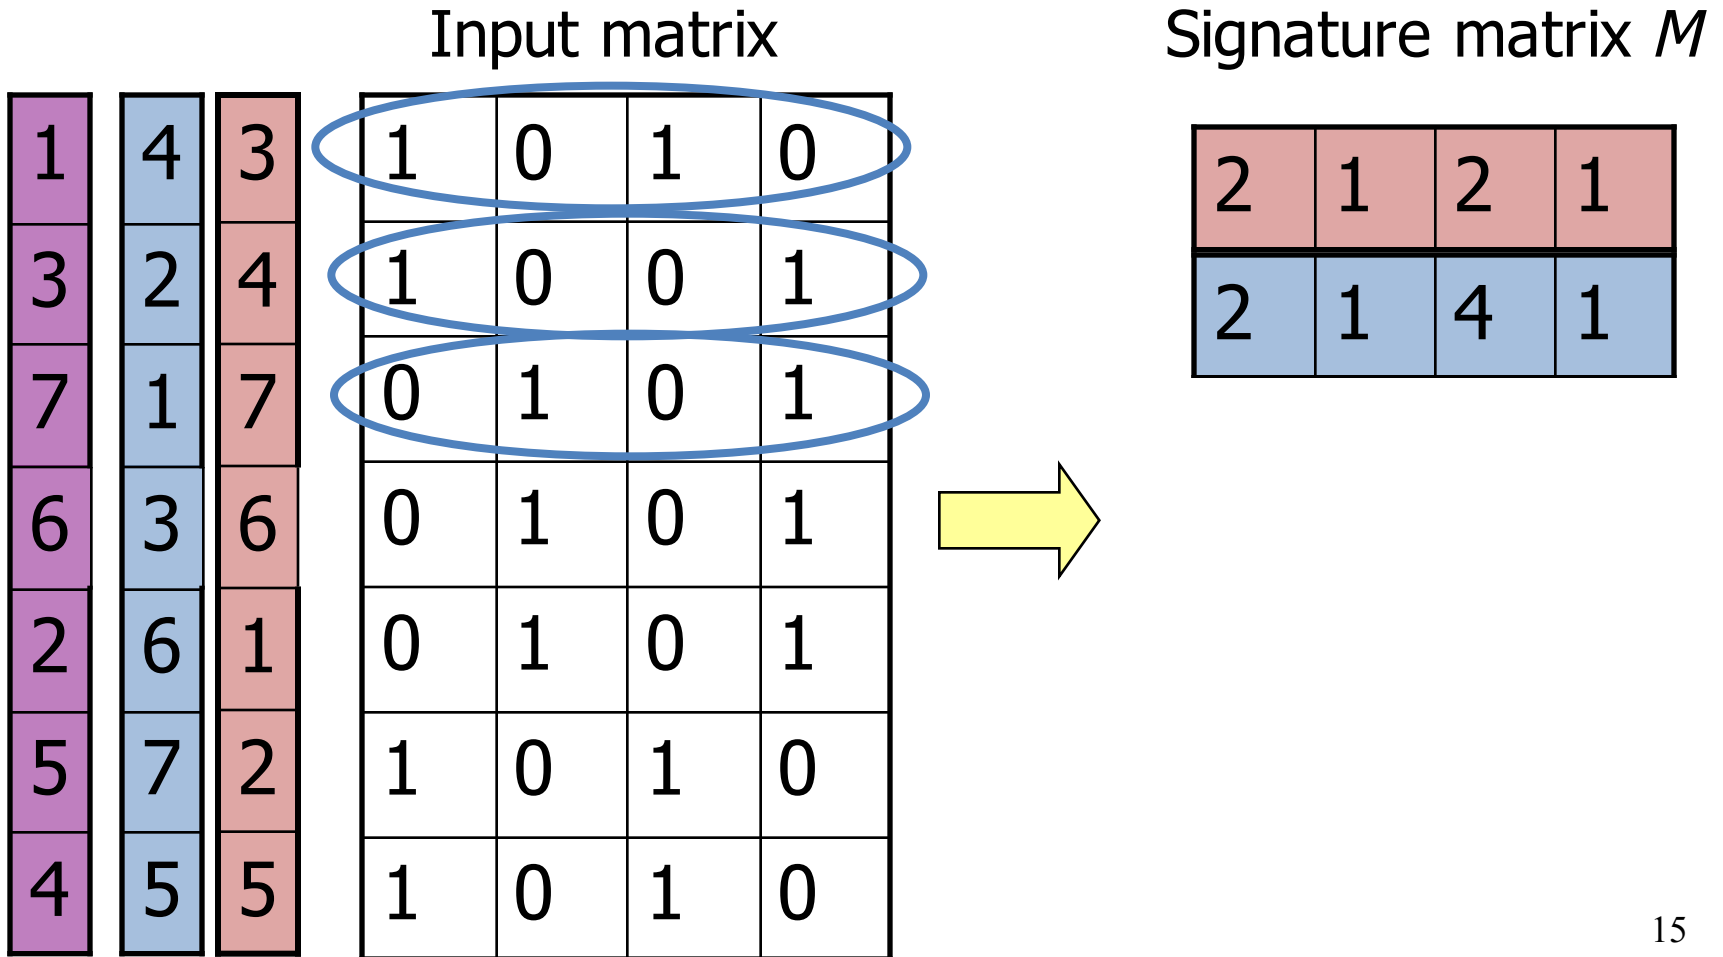 Input matrix Signature matrix M
1 4 3 1 0 1 0 2 1 2 1
3 2 4 1 0 0 1 2 1 4 1
7 1 7 0 1 0 1
6 3 6 0 1 0 1
2 6 1 0 1 0 1
5 7 2 1 0 1 0
4 5 5 1 0 1 0
15